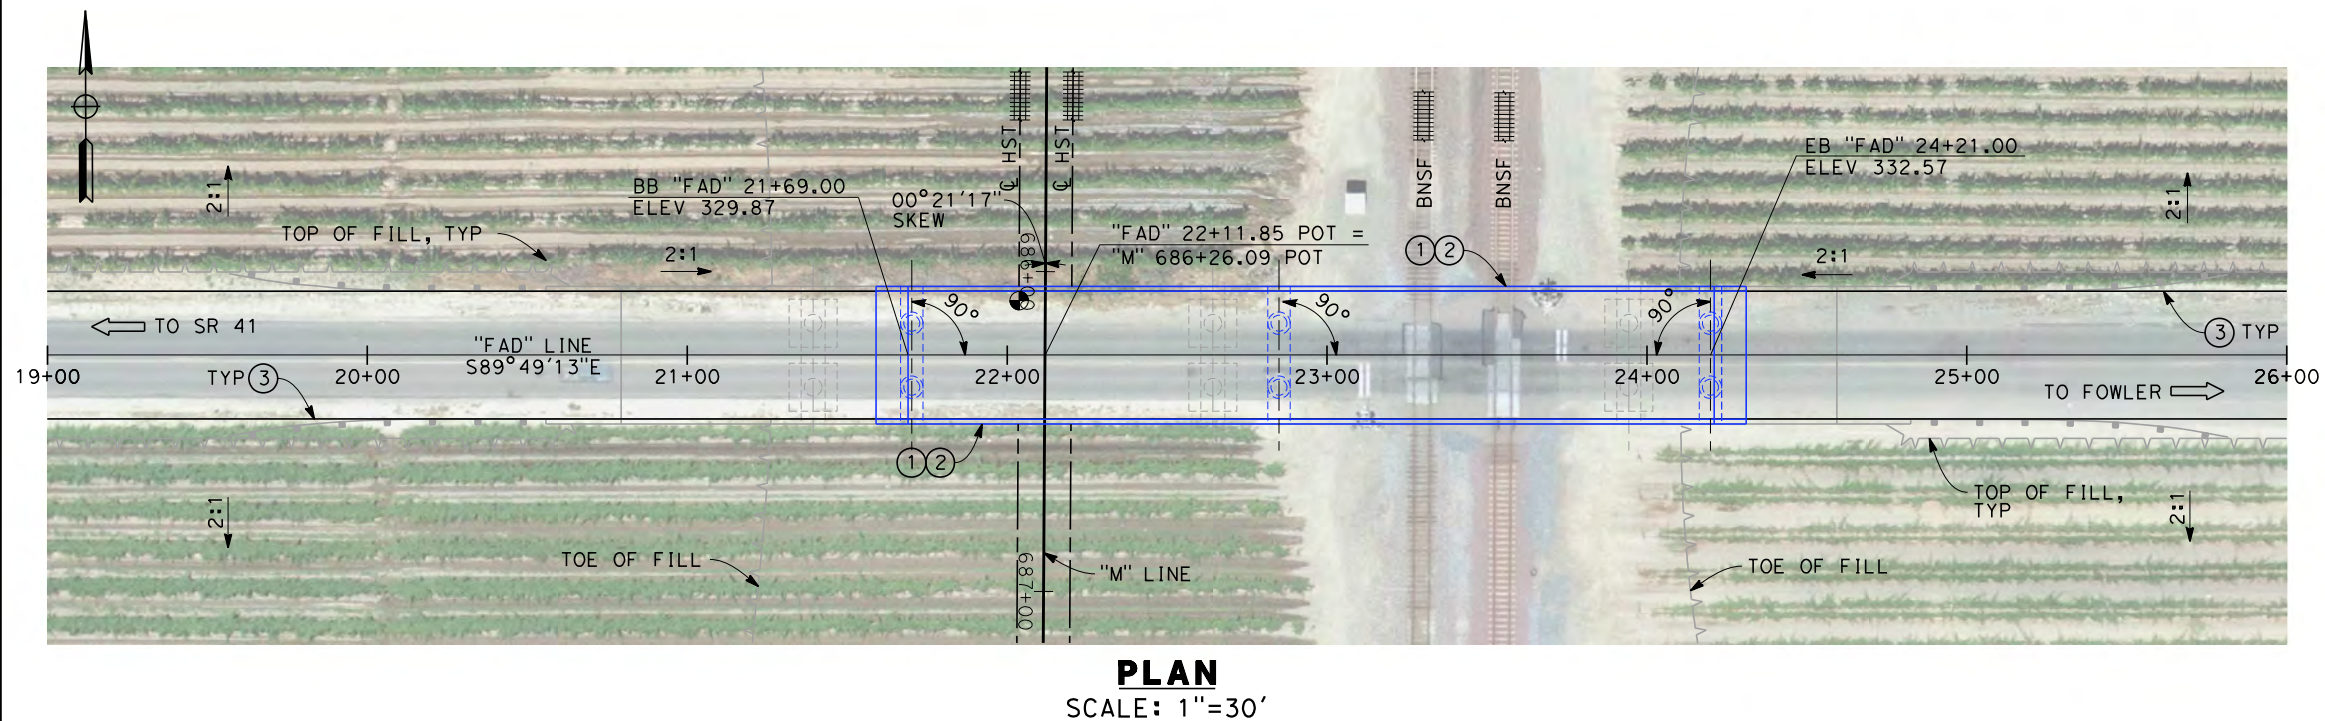 ℄ HST
℄ HST
BNSF
BNSF
EB "FAD" 24+21.00
ELEV 332.57
BB "FAD" 21+69.00
ELEV 329.87
00°21'17"
SKEW
2:1
2:1
TOP OF FILL, TYP
2:1
"FAD" 22+11.85 POT =
"M" 686+26.09 POT
1 2
2:1
686+00
90°
90°
90°
TO SR 41
"FAD" LINE
S89°49'13"E
3 TYP
19+00
TYP 3
20+00
21+00
22+00
23+00
24+00
25+00
26+00
TO FOWLER
1 2
2:1
TOP OF FILL,
TYP
2:1
TOE OF FILL
687+00
"M" LINE
TOE OF FILL
PLAN
SCALE: 1"=30'